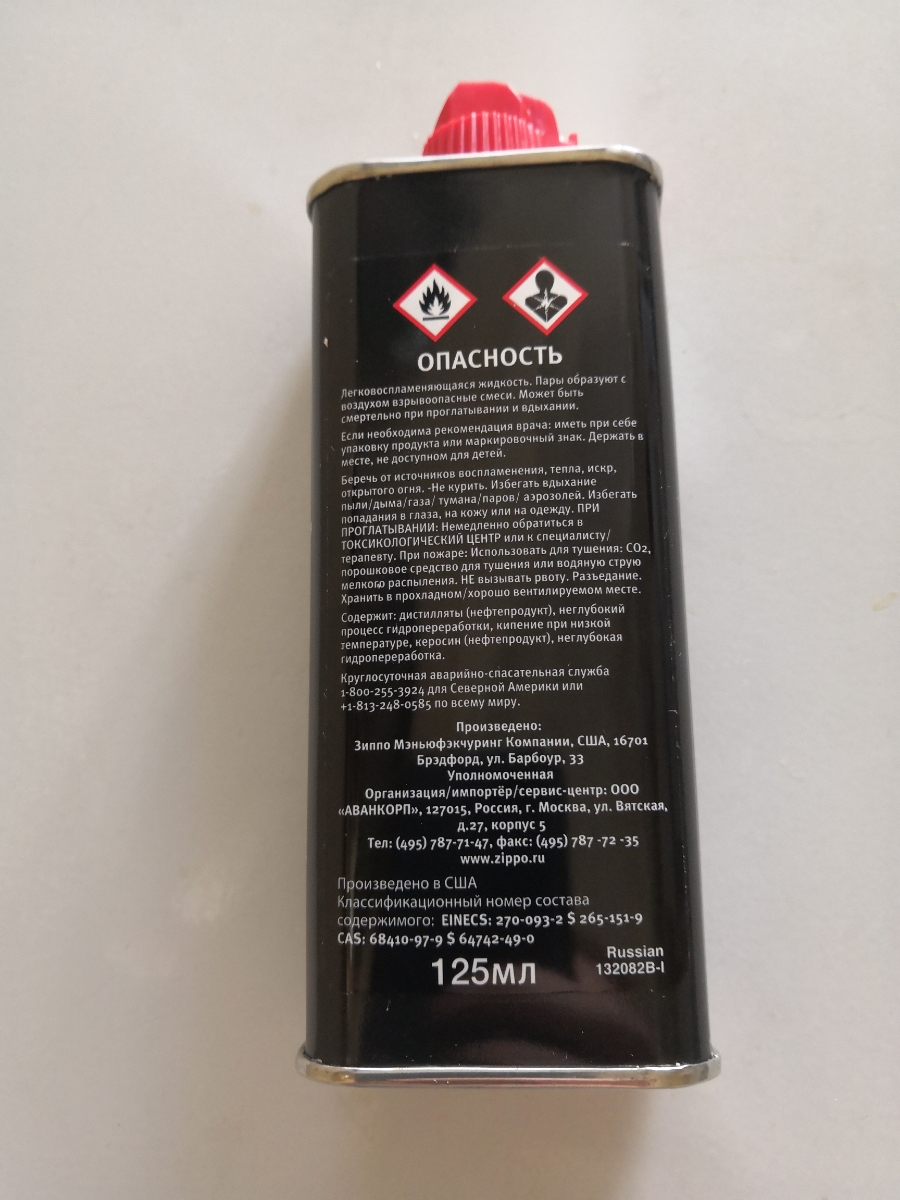 ОПАСНОСТЬ
Легковоспламеняющаяся жидкость. Пары образуют с
воздухом взрывоопасные смеси. Может быть
смертельно при проглатывании и вдыхании.
Если необходима рекомендация врача: иметь при себе
упаковку продукта или маркировочный знак. Держать в
месте, не доступном для детей.
Беречь от источников воспламенения, тепла, искр,
открытого огня. -Не курить. Избегать вдыхание
пыли/дыма/газа/ тумана/паров/ аэрозолей. Избегать
попадания в глаза, на кожу или на одежду. ПРИ
ПРОГЛАТЫВАНИИ: Немедленно обратиться в
ТОКСИКОЛОГИЧЕСКИЙ ЦЕНТР или к специалисту/
терапевту. При пожаре: Использовать для тушения: CO2,
порошковое средство для тушения или водяную струю
мелкого распыления. НЕ вызывать рвоту. Разъедание.
Хранить в прохладном/хорошо вентилируемом месте.
Содержит: дистилляты (нефтепродукт), неглубокий
процесс гидропереработки, кипение при низкой
температуре, керосин (нефтепродукт), неглубокая
гидропереработка.
Круглосуточная аварийно-спасательная служба
1-800-255-3924 для Северной Америки или
+1-813-248-0585 по всему миру.
Произведено:
Зиппо Мэньюфэкчуринг Компании, США, 16701
Брэдфорд, ул. Барбоур, 33
Уполномоченная
Организация/импортёр/сервис-центр: ООО
«АВАНКОРП», 127015, Россия, г. Москва, ул. Вятская,
д.27, корпус 5
Тел: (495) 787-71-47, факс: (495) 787 -72 -35
www.zippo.ru
Произведено в США
Классификационный номер состава
содержимого: EINECS: 270-093-2 $ 265-151-9
CAS: 68410-97-9 $ 64742-49-0
Russian
125мл 132082B-I